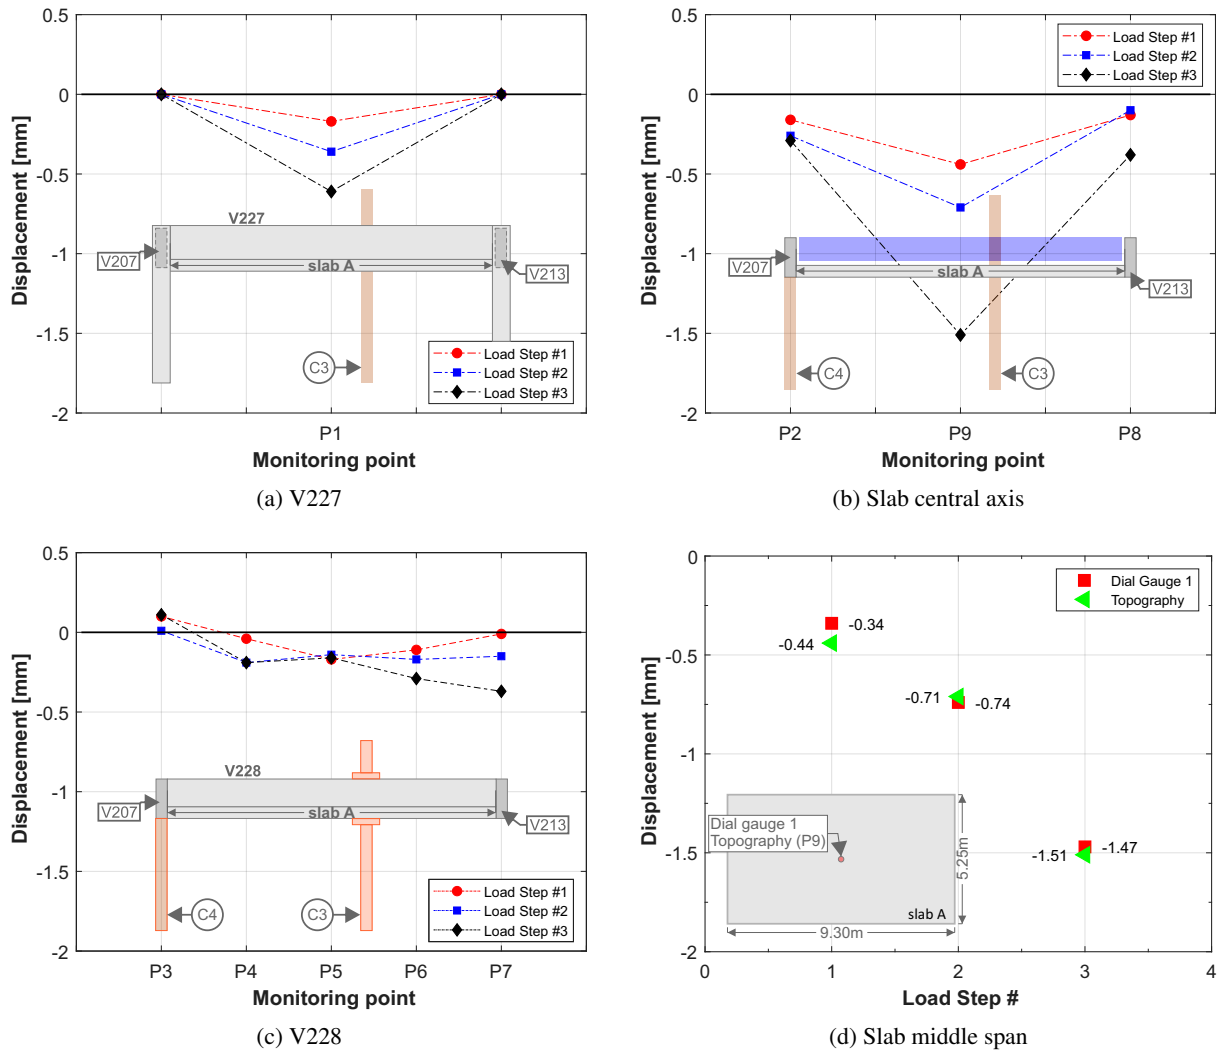 0.5
0
-0.5
-1
-1.5
-2
Displacement [mm]
V227
V207
slab A
V213
C3
Load Step #1
Load Step #2
Load Step #3
P1
Monitoring point
(a) V227
0.5
0
-0.5
-1
-1.5
-2
Displacement [mm]
Load Step #1
Load Step #2
Load Step #3
V207
slab A
V213
C4
C3
P2
P9
P8
Monitoring point
(b) Slab central axis
0.5
0
-0.5
-1
-1.5
-2
Displacement [mm]
V228
V207
slab A
V213
C4
C3
Load Step #1
Load Step #2
Load Step #3
P3
P4
P5
P6
P7
Monitoring point
(c) V228
0
-0.5
-1
-1.5
-2
Displacement [mm]
Dial Gauge 1
Topography
-0.34
-0.44
-0.71
-0.74
-1.47
-1.51
Dial gauge 1
Topography (P9)
5.25m
slab A
9.30m
0
1
2
3
4
Load Step #
(d) Slab middle span